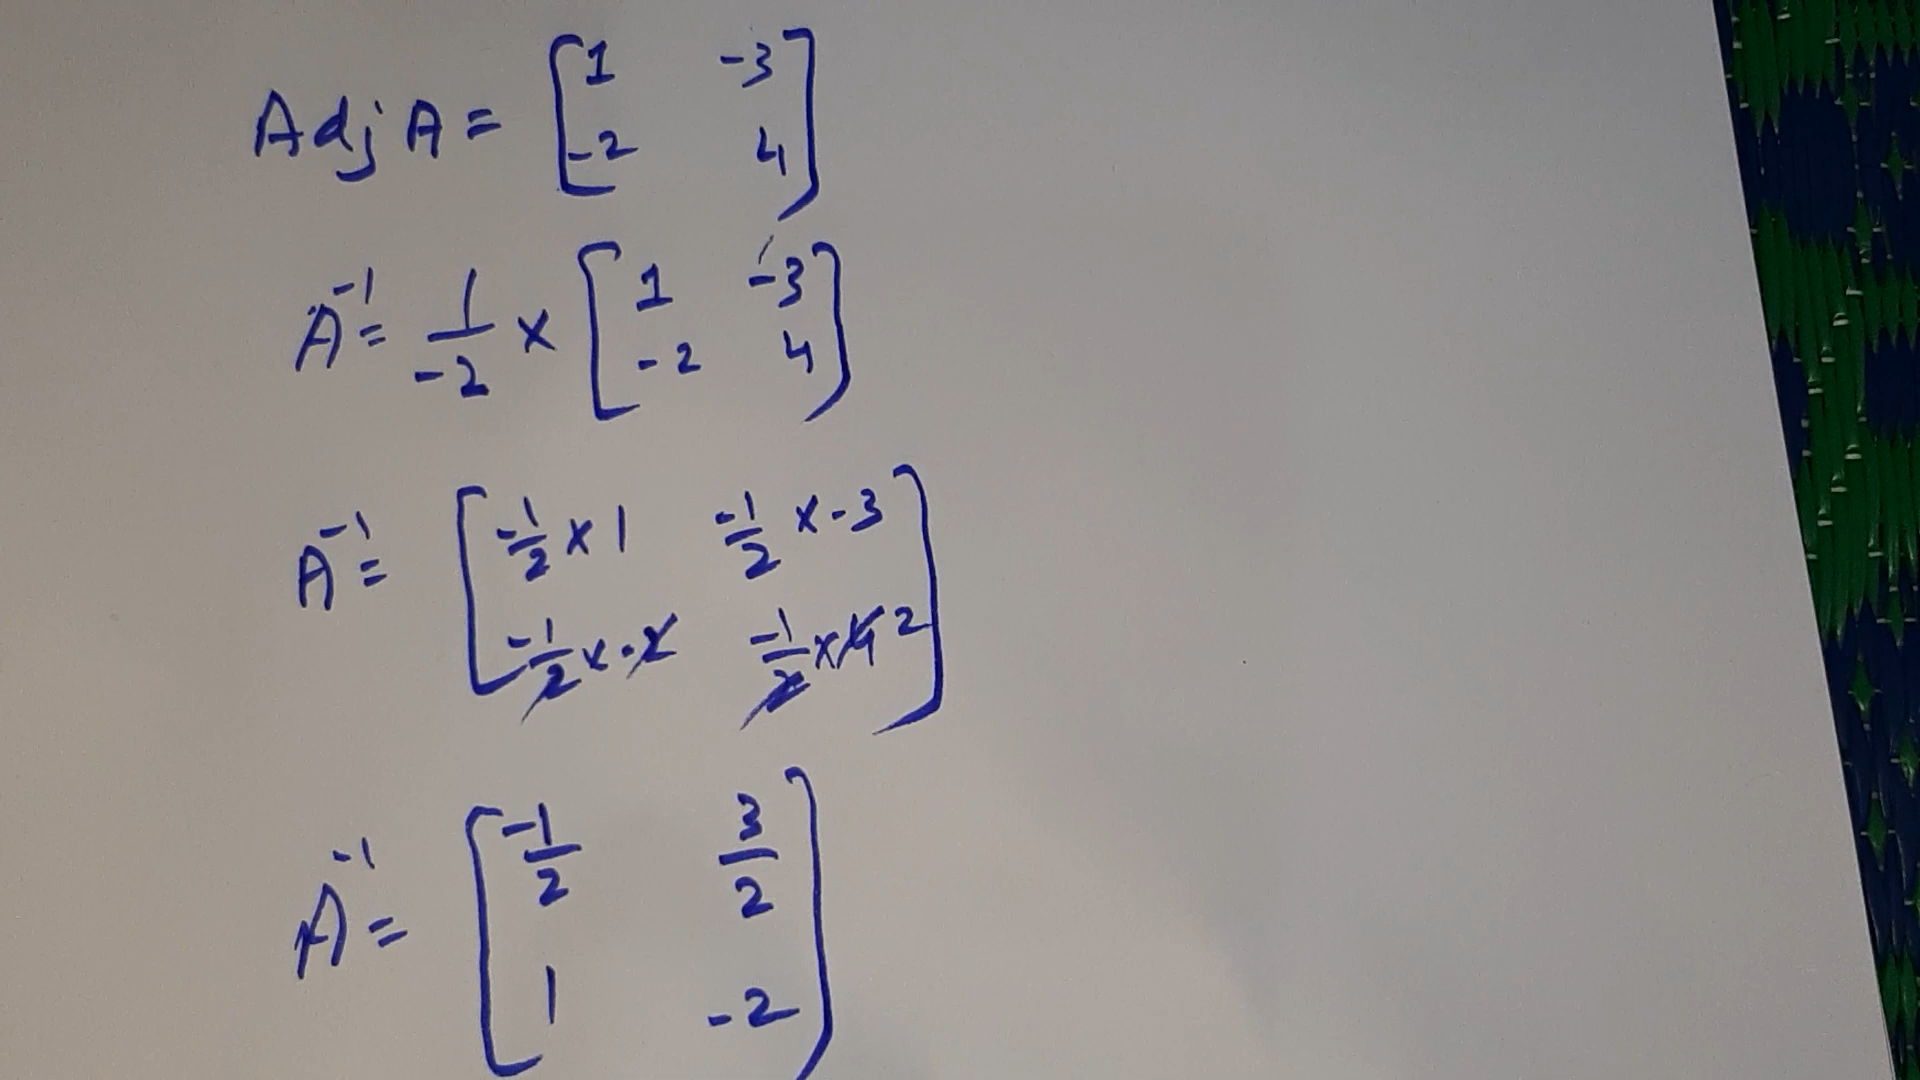 Adj A = [1 -3
-2 4]
A⁻¹ = 1/-2 × [1 -3
-2 4]
A⁻¹ = [-1/2 × 1 -1/2 × -3
-1/2 × -2 -1/2 × 4 2]
A⁻¹ = [-1/2 3/2
1 -2]